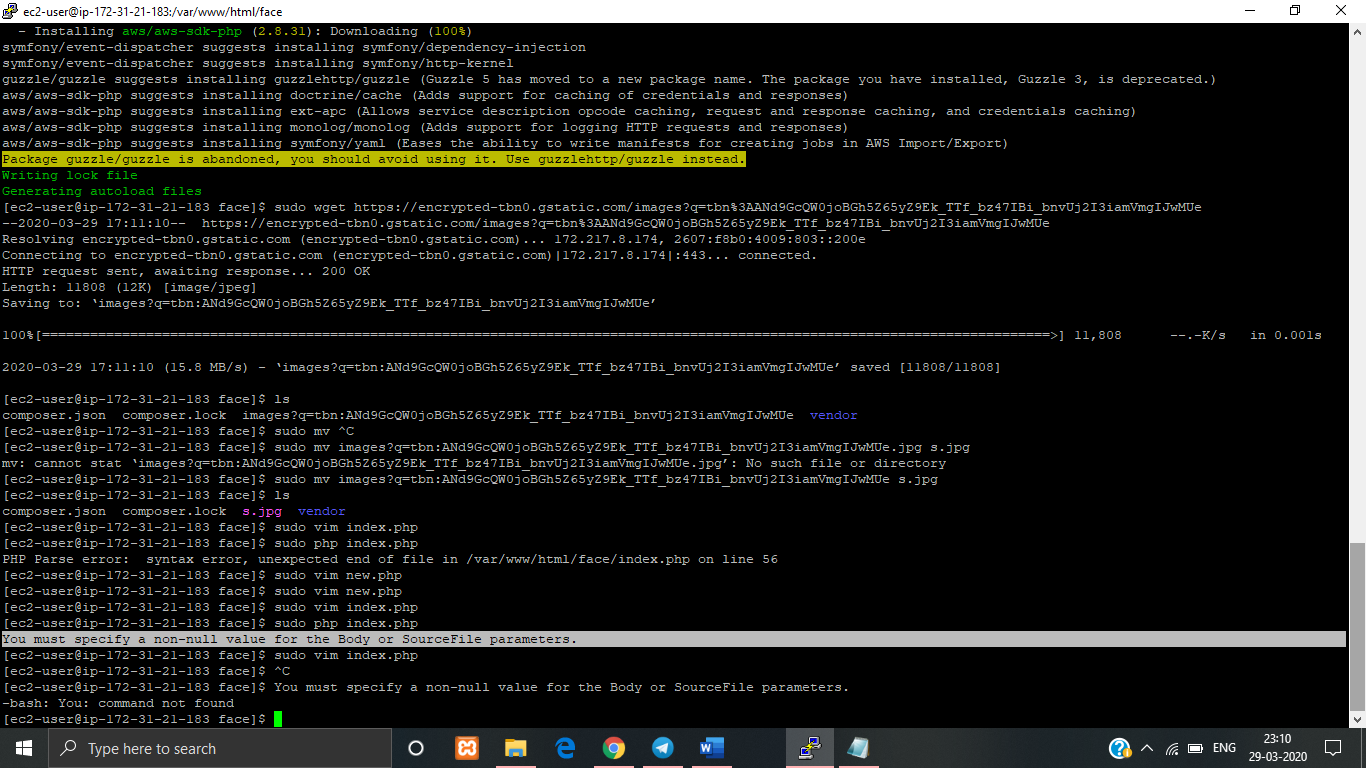 ec2-user@ip-172-31-21-183:/var/www/html/face
- Installing aws/aws-sdk-php (2.8.31): Downloading (100%)
symfony/event-dispatcher suggests installing symfony/dependency-injection
symfony/event-dispatcher suggests installing symfony/http-kernel
guzzle/guzzle suggests installing guzzlehttp/guzzle (Guzzle 5 has moved to a new package name. The package you have installed, Guzzle 3, is deprecated.)
aws/aws-sdk-php suggests installing doctrine/cache (Adds support for caching of credentials and responses)
aws/aws-sdk-php suggests installing ext-apc (Allows service description opcode caching, request and response caching, and credentials caching)
aws/aws-sdk-php suggests installing monolog/monolog (Adds support for logging HTTP requests and responses)
aws/aws-sdk-php suggests installing symfony/yaml (Eases the ability to write manifests for creating jobs in AWS Import/Export)
Package guzzle/guzzle is abandoned, you should avoid using it. Use guzzlehttp/guzzle instead.
Writing lock file
Generating autoload files
[ec2-user@ip-172-31-21-183 face]$ sudo wget https://encrypted-tbn0.gstatic.com/images?q=tbn%3AANd9GcQW0joBGh5Z65yZ9Ek_TTf_bz47IBi_bnvUj2I3iamVmgIJwMUe
--2020-03-29 17:11:10-- https://encrypted-tbn0.gstatic.com/images?q=tbn%3AANd9GcQW0joBGh5Z65yZ9Ek_TTf_bz47IBi_bnvUj2I3iamVmgIJwMUe
Resolving encrypted-tbn0.gstatic.com (encrypted-tbn0.gstatic.com)... 172.217.8.174, 2607:f8b0:4009:803::200e
Connecting to encrypted-tbn0.gstatic.com (encrypted-tbn0.gstatic.com)|172.217.8.174|:443... connected.
HTTP request sent, awaiting response... 200 OK
Length: 11808 (12K) [image/jpeg]
Saving to: ‘images?q=tbn:ANd9GcQW0joBGh5Z65yZ9Ek_TTf_bz47IBi_bnvUj2I3iamVmgIJwMUe’
100%[==============================================================================================================================>] 11,808 --.-K/s in 0.001s
2020-03-29 17:11:10 (15.8 MB/s) - ‘images?q=tbn:ANd9GcQW0joBGh5Z65yZ9Ek_TTf_bz47IBi_bnvUj2I3iamVmgIJwMUe’ saved [11808/11808]
[ec2-user@ip-172-31-21-183 face]$ ls
composer.json composer.lock images?q=tbn:ANd9GcQW0joBGh5Z65yZ9Ek_TTf_bz47IBi_bnvUj2I3iamVmgIJwMUe vendor
[ec2-user@ip-172-31-21-183 face]$ sudo mv ^C
[ec2-user@ip-172-31-21-183 face]$ sudo mv images?q=tbn:ANd9GcQW0joBGh5Z65yZ9Ek_TTf_bz47IBi_bnvUj2I3iamVmgIJwMUe.jpg s.jpg
mv: cannot stat ‘images?q=tbn:ANd9GcQW0joBGh5Z65yZ9Ek_TTf_bz47IBi_bnvUj2I3iamVmgIJwMUe.jpg’: No such file or directory
[ec2-user@ip-172-31-21-183 face]$ sudo mv images?q=tbn:ANd9GcQW0joBGh5Z65yZ9Ek_TTf_bz47IBi_bnvUj2I3iamVmgIJwMUe s.jpg
[ec2-user@ip-172-31-21-183 face]$ ls
composer.json composer.lock s.jpg vendor
[ec2-user@ip-172-31-21-183 face]$ sudo vim index.php
[ec2-user@ip-172-31-21-183 face]$ sudo php index.php
PHP Parse error: syntax error, unexpected end of file in /var/www/html/face/index.php on line 56
[ec2-user@ip-172-31-21-183 face]$ sudo vim new.php
[ec2-user@ip-172-31-21-183 face]$ sudo vim new.php
[ec2-user@ip-172-31-21-183 face]$ sudo vim index.php
[ec2-user@ip-172-31-21-183 face]$ sudo php index.php
You must specify a non-null value for the Body or SourceFile parameters.
[ec2-user@ip-172-31-21-183 face]$ sudo vim index.php
[ec2-user@ip-172-31-21-183 face]$ ^C
[ec2-user@ip-172-31-21-183 face]$ You must specify a non-null value for the Body or SourceFile parameters.
-bash: You: command not found
[ec2-user@ip-172-31-21-183 face]$
Type here to search
ENG
23:10
29-03-2020